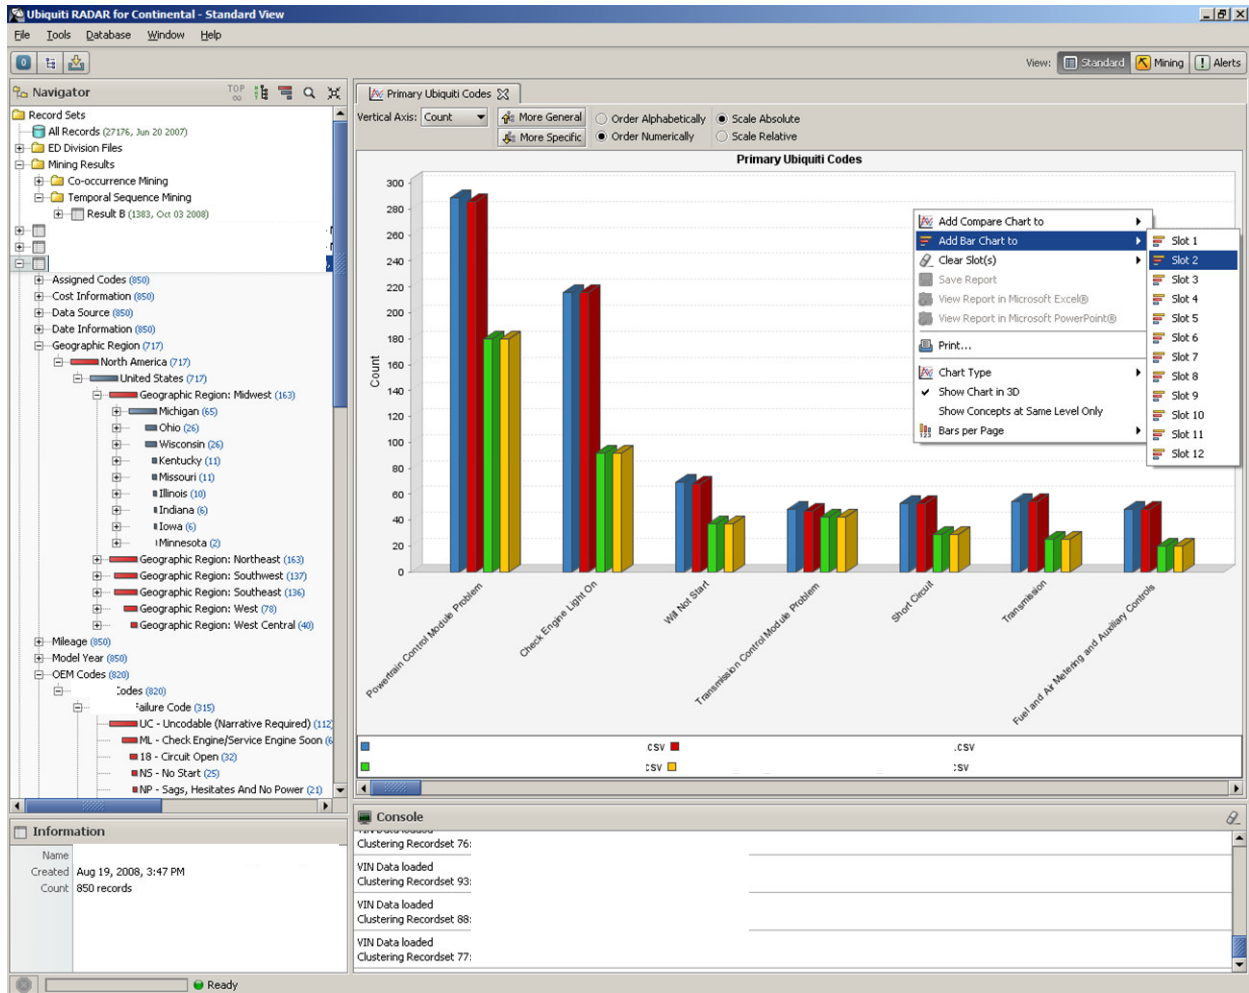 Ubiquiti RADAR for Continental - Standard View
File Tools Database Window Help
View: Standard Mining Alerts
Navigator
TOP
Record Sets
All Records (27176, Jun 20 2007)
ED Division Files
Mining Results
Co-occurrence Mining
Temporal Sequence Mining
Result B (1383, Oct 03 2008)
Assigned Codes (850)
Cost Information (850)
Data Source (850)
Date Information (850)
Geographic Region (717)
North America (717)
United States (717)
Geographic Region: Midwest (163)
Michigan (65)
Ohio (26)
Wisconsin (26)
Kentucky (11)
Missouri (11)
Illinois (10)
Indiana (6)
Iowa (6)
Minnesota (2)
Geographic Region: Northeast (163)
Geographic Region: Southwest (137)
Geographic Region: Southeast (136)
Geographic Region: West (78)
Geographic Region: West Central (40)
Mileage (850)
Model Year (850)
OEM Codes (820)
Codes (820)
Failure Code (315)
UC - Uncodable (Narrative Required) (112)
ML - Check Engine/Service Engine Soon (6
18 - Circuit Open (32)
NS - No Start (25)
NP - Sags, Hesitates And No Power (21)
Information
Name
Created Aug 19, 2008, 3:47 PM
Count 850 records
Ready
Primary Ubiquiti Codes
Vertical Axis: Count
More General
More Specific
Order Alphabetically
Order Numerically
Scale Absolute
Scale Relative
Primary Ubiquiti Codes
300
280
260
240
220
200
180
160
140
120
100
80
60
40
20
0
Count
Powertrain Control Module Problem
Check Engine Light On
Will Not Start
Transmission Control Module Problem
Short Circuit
Transmission
Fuel and Air Metering and Auxiliary Controls
.csv
.csv
.csv
.csv
Add Compare Chart to
Add Bar Chart to
Clear Slot(s)
Save Report
View Report in Microsoft Excel®
View Report in Microsoft PowerPoint®
Print...
Chart Type
Show Chart in 3D
Show Concepts at Same Level Only
Bars per Page
Slot 1
Slot 2
Slot 3
Slot 4
Slot 5
Slot 6
Slot 7
Slot 8
Slot 9
Slot 10
Slot 11
Slot 12
Console
Clustering Recordset 76:
VIN Data loaded
Clustering Recordset 93:
VIN Data loaded
Clustering Recordset 88:
VIN Data loaded
Clustering Recordset 77: